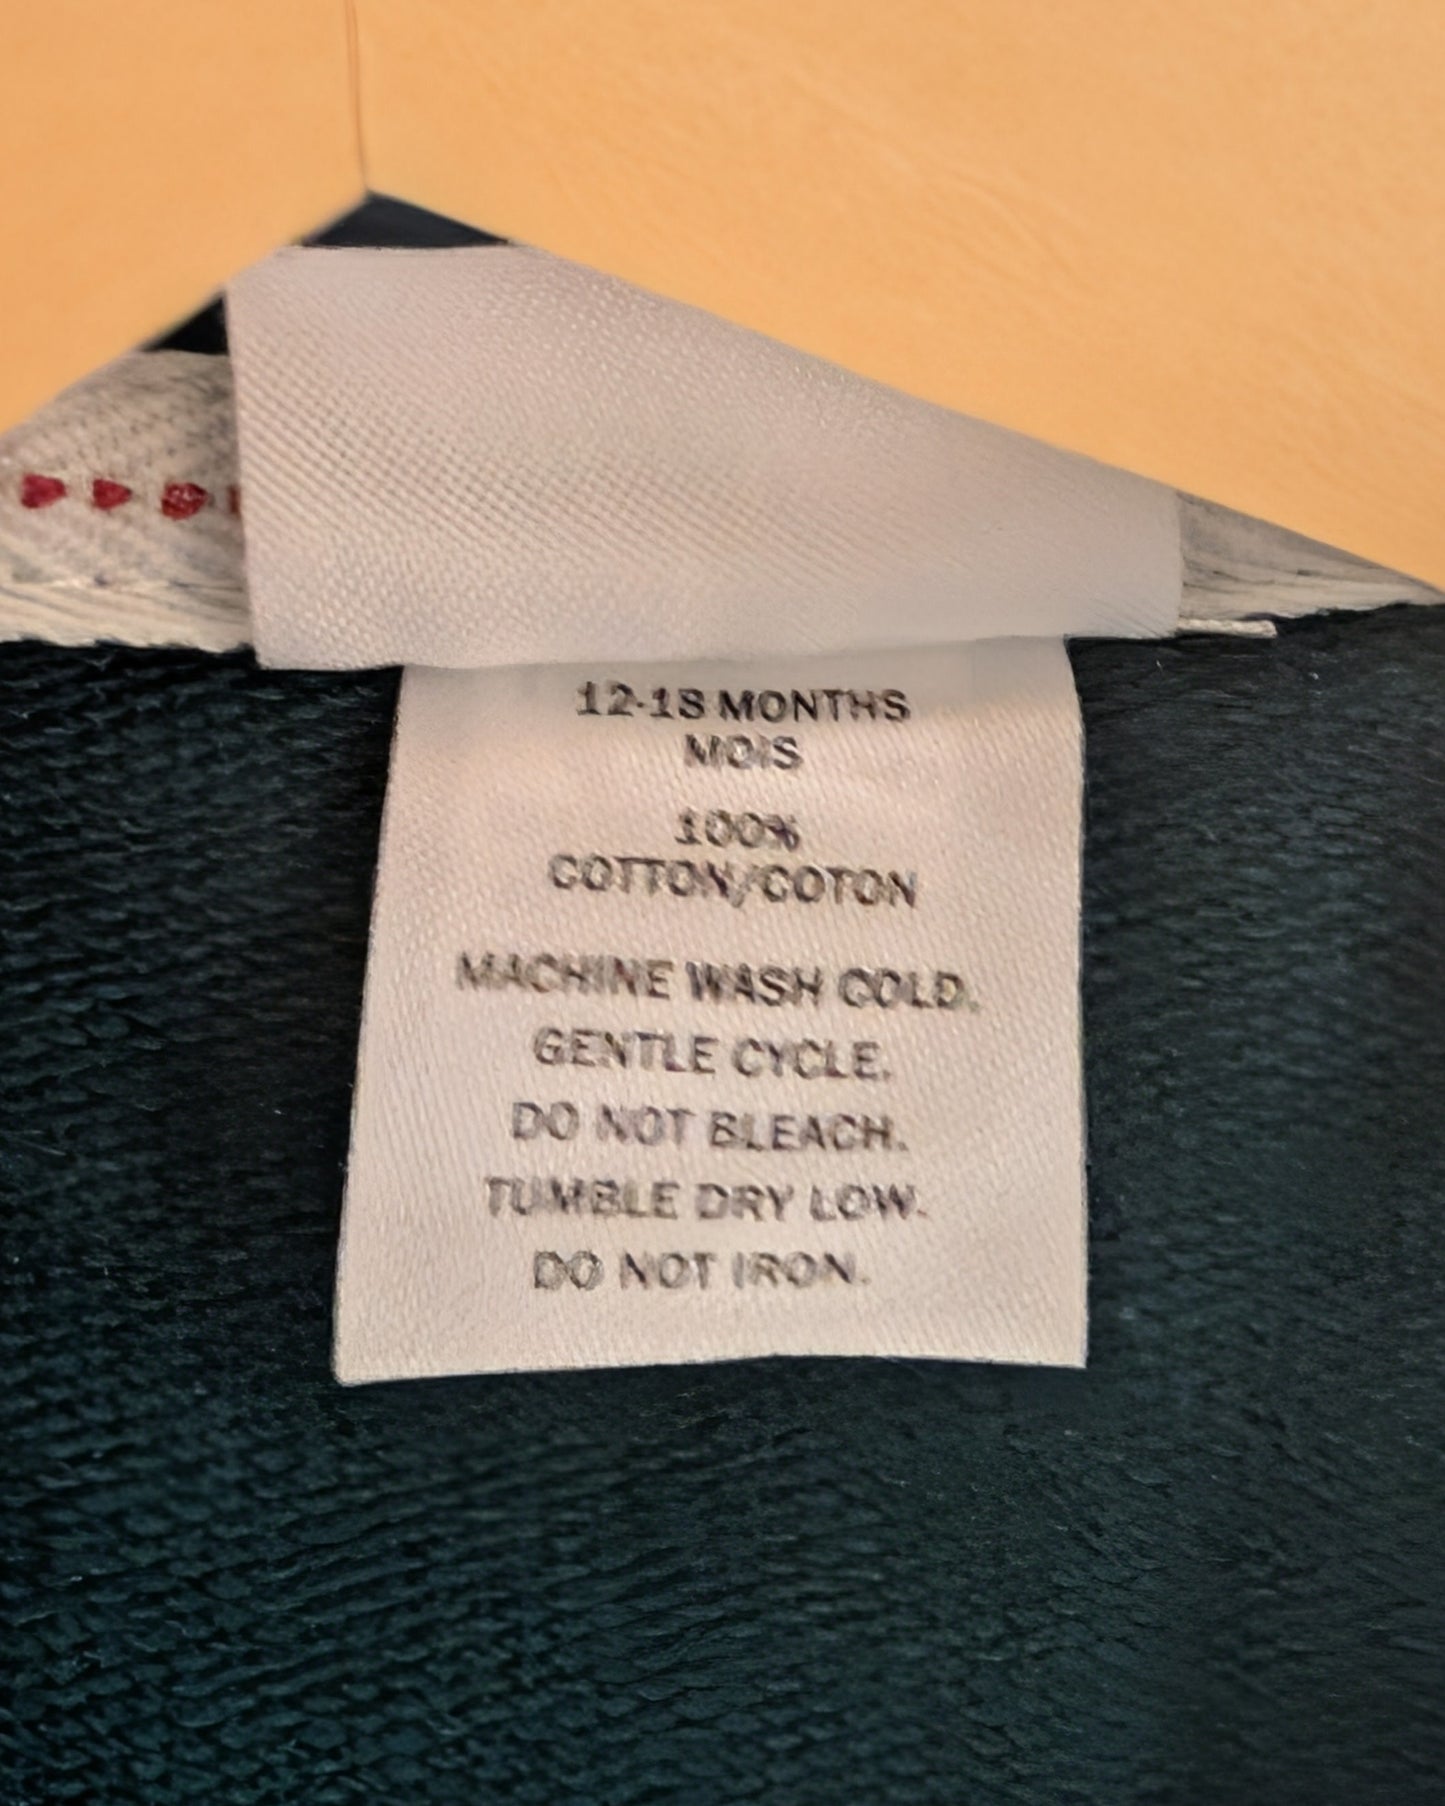 12-18 MONTHS
MOIS
100%
COTTON/COTON
MACHINE WASH COLD.
GENTLE CYCLE.
DO NOT BLEACH.
TUMBLE DRY LOW.
DO NOT IRON.